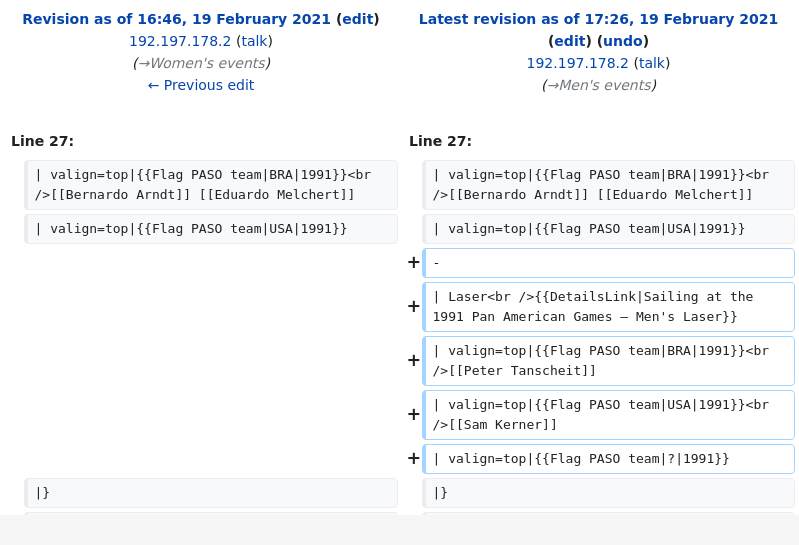 Revision as of 16:46, 19 February 2021 (edit)
192.197.178.2 (talk)
(→Women's events)
← Previous edit
Latest revision as of 17:26, 19 February 2021
(edit) (undo)
192.197.178.2 (talk)
(→Men's events)
Line 27:
Line 27:
| valign=top|{{Flag PASO team|BRA|1991}}<br
/>[[Bernardo Arndt]] [[Eduardo Melchert]]
| valign=top|{{Flag PASO team|BRA|1991}}<br
/>[[Bernardo Arndt]] [[Eduardo Melchert]]
| valign=top|{{Flag PASO team|USA|1991}}
| valign=top|{{Flag PASO team|USA|1991}}
+ -
+ | Laser<br />{{DetailsLink|Sailing at the
1991 Pan American Games – Men's Laser}}
+ | valign=top|{{Flag PASO team|BRA|1991}}<br
/>[[Peter Tanscheit]]
+ | valign=top|{{Flag PASO team|USA|1991}}<br
/>[[Sam Kerner]]
+ | valign=top|{{Flag PASO team|?|1991}}
|}
|}